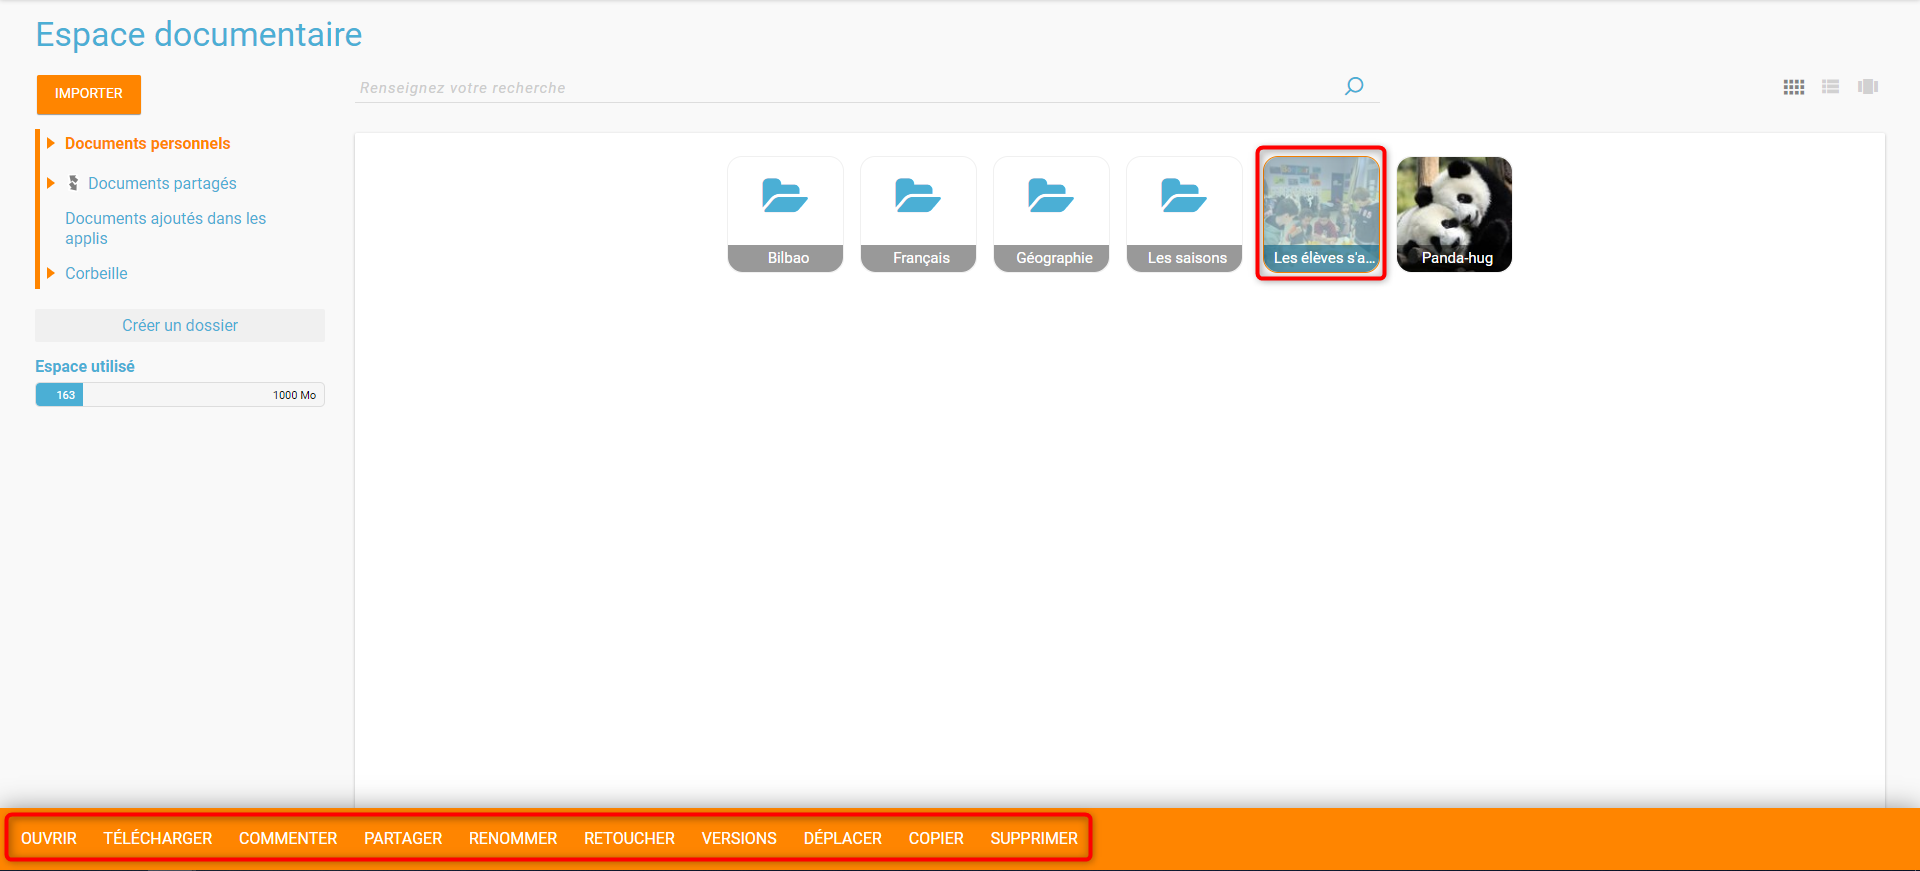 Espace documentaire
IMPORTER
Renseignez votre recherche
Documents personnels
Documents partagés
Documents ajoutés dans les
applis
Corbeille
Créer un dossier
Espace utilisé
163
1000 Mo
Bilbao
Français
Géographie
Les saisons
Les élèves s'a...
Panda-hug
OUVRIR
TÉLÉCHARGER
COMMENTER
PARTAGER
RENOMMER
RETOUCHER
VERSIONS
DÉPLACER
COPIER
SUPPRIMER